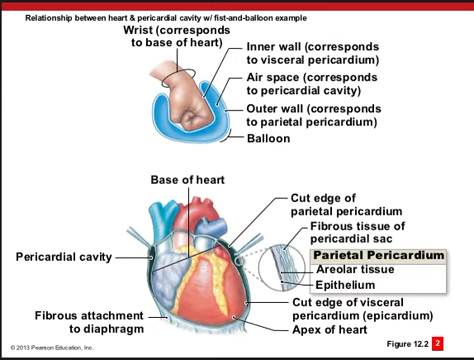 Relationship between heart & pericardial cavity w/ fist-and-balloon example
Wrist (corresponds
to base of heart)
Inner wall (corresponds
to visceral pericardium)
Air space (corresponds
to pericardial cavity)
Outer wall (corresponds
to parietal pericardium)
Balloon
Base of heart
Cut edge of
parietal pericardium
Fibrous tissue of
pericardial sac
Parietal Pericardium
Areolar tissue
Epithelium
Pericardial cavity
Cut edge of visceral
pericardium (epicardium)
Fibrous attachment
to diaphragm
Apex of heart
© 2013 Pearson Education, Inc.
Figure 12.2 2